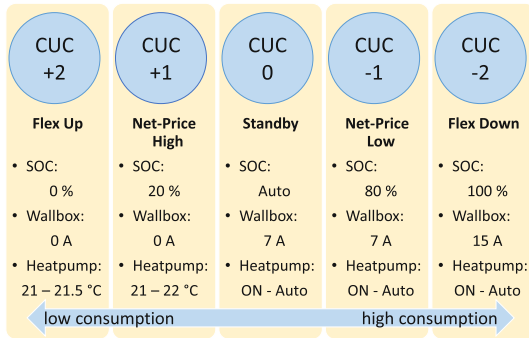 CUC
+2
Flex Up
• SOC:
0 %
• Wallbox:
0 A
• Heatpump:
21 – 21.5 °C
CUC
+1
Net-Price
High
• SOC:
20 %
• Wallbox:
0 A
• Heatpump:
21 – 22 °C
CUC
0
Standby
• SOC:
Auto
• Wallbox:
7 A
• Heatpump:
ON - Auto
CUC
-1
Net-Price
Low
• SOC:
80 %
• Wallbox:
7 A
• Heatpump:
ON - Auto
CUC
-2
Flex Down
• SOC:
100 %
• Wallbox:
15 A
• Heatpump:
ON - Auto
low consumption
high consumption